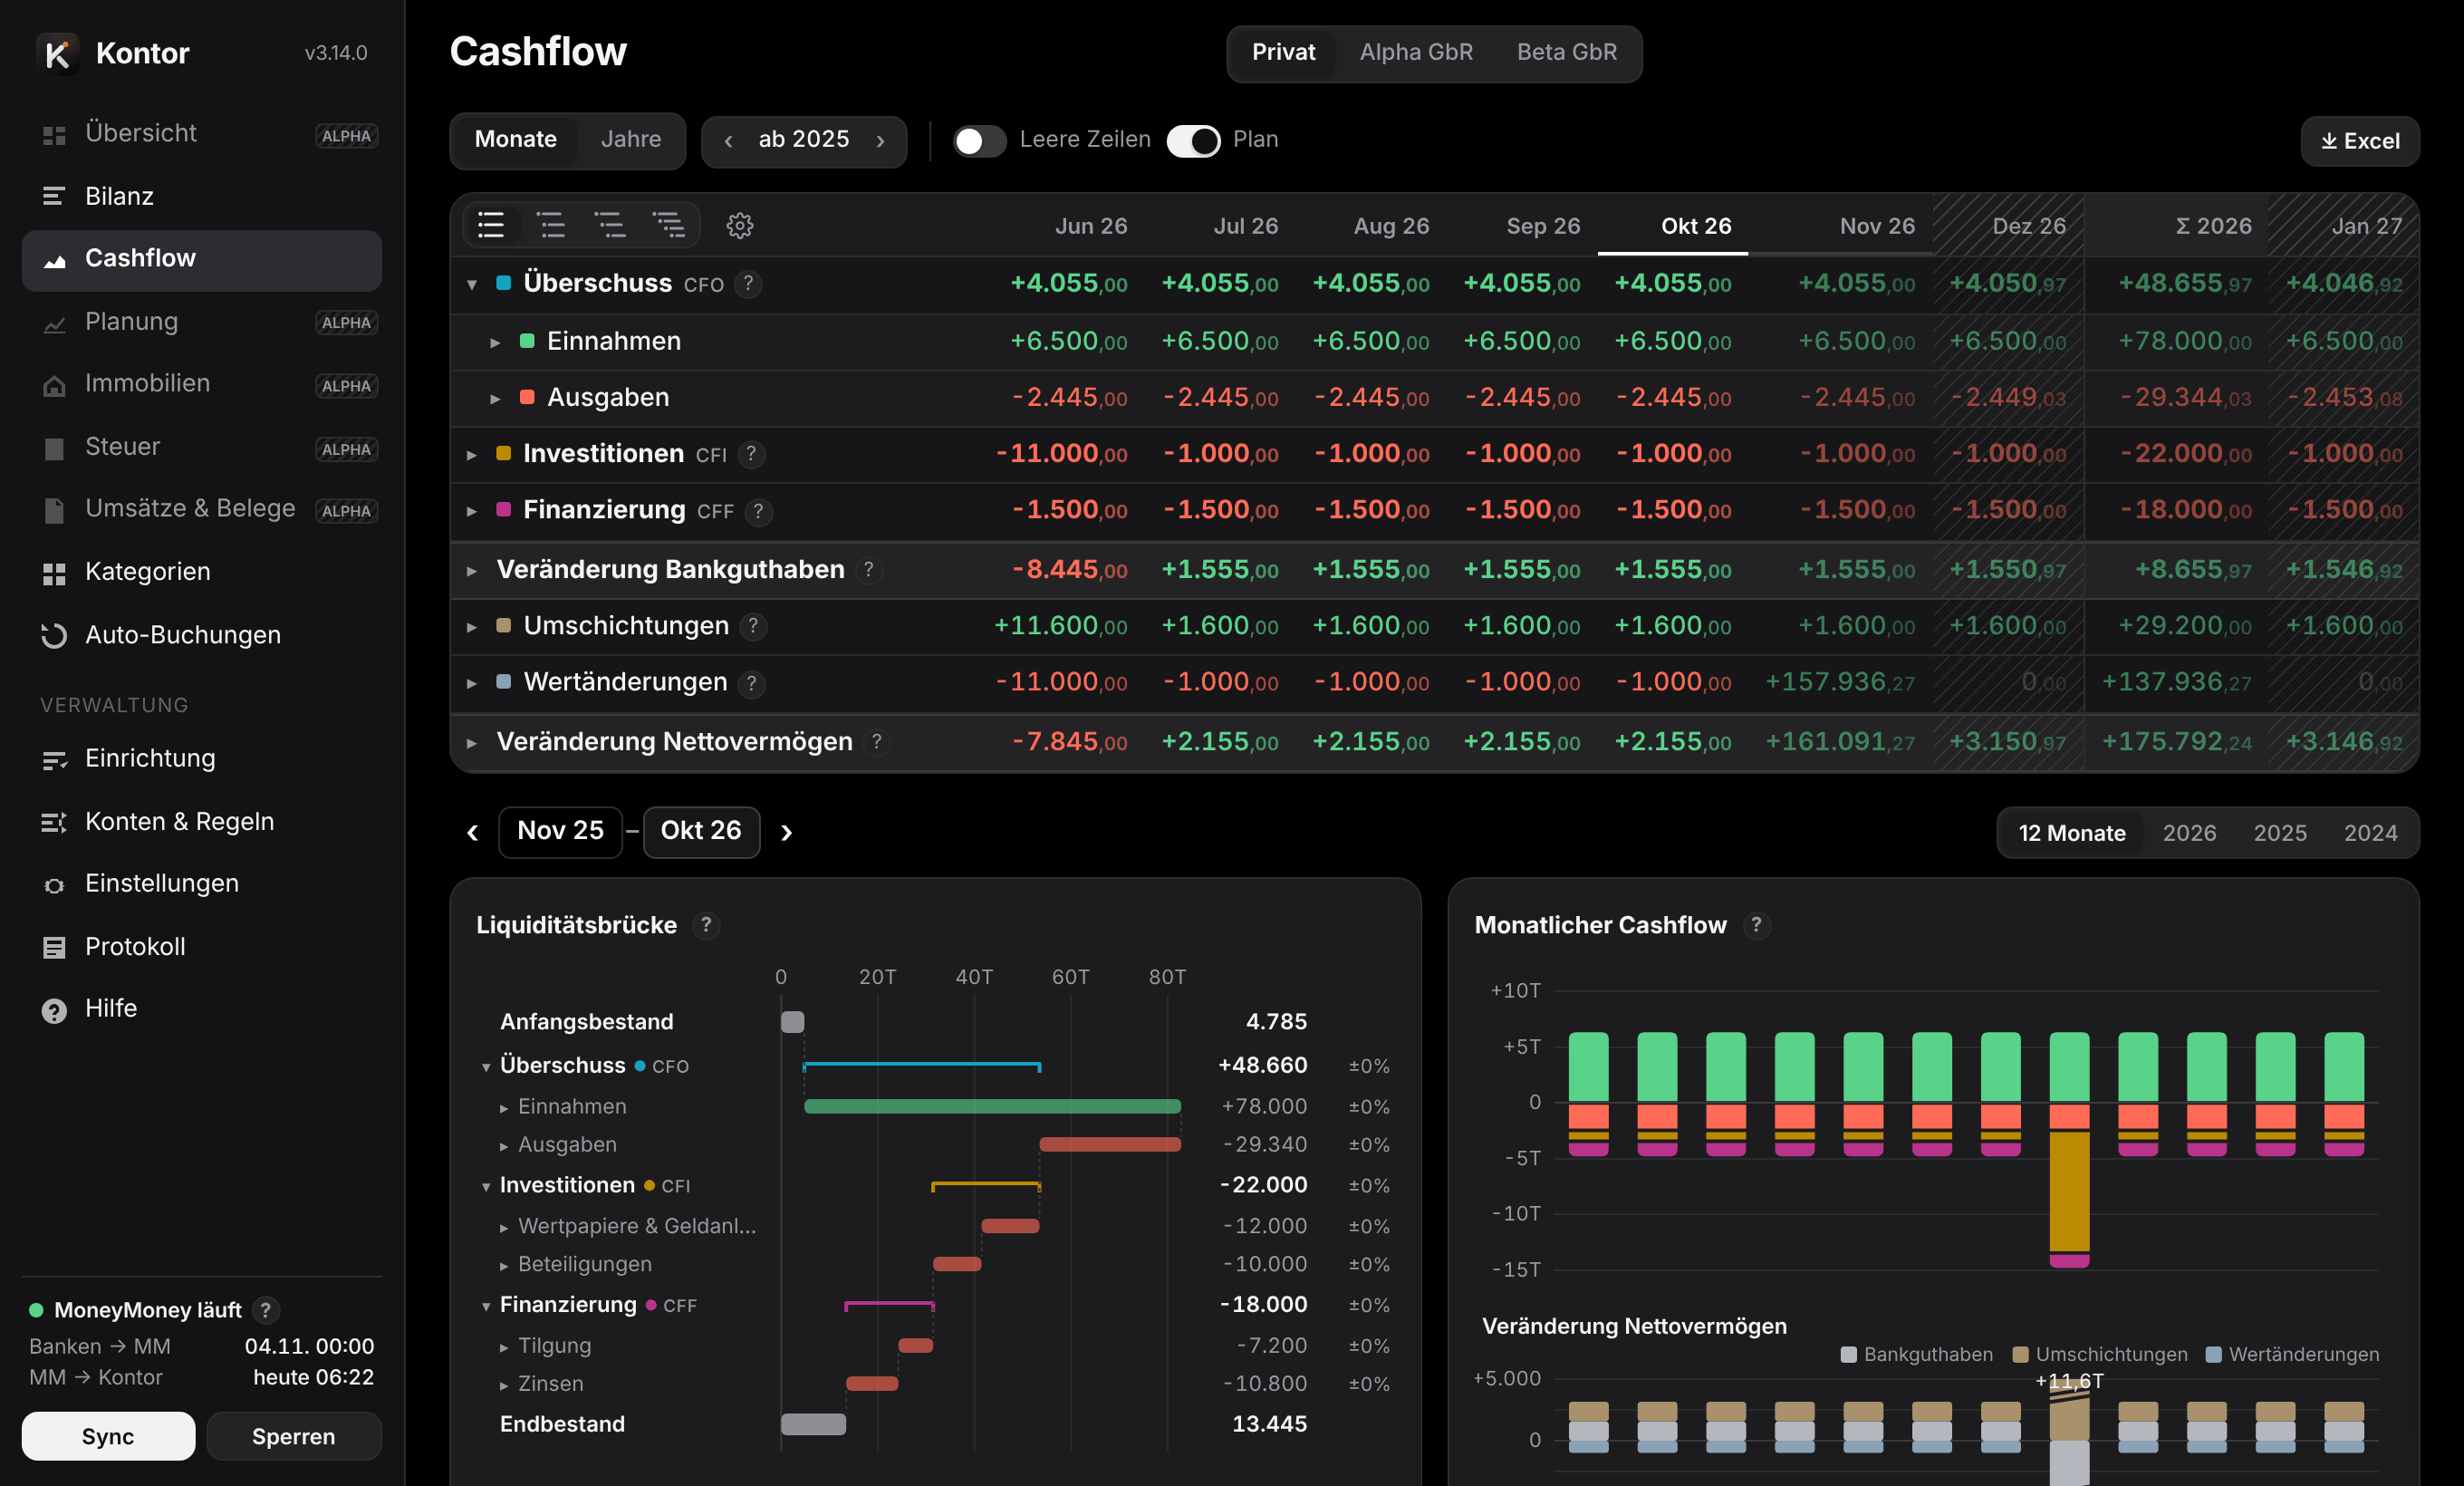 Kontor v3.14.0
Übersicht ALPHA
Bilanz
Cashflow
Planung ALPHA
Immobilien ALPHA
Steuer ALPHA
Umsätze & Belege ALPHA
Kategorien
Auto-Buchungen
VERWALTUNG
Einrichtung
Konten & Regeln
Einstellungen
Protokoll
Hilfe
MoneyMoney läuft ?
Banken → MM 04.11. 00:00
MM → Kontor heute 06:22
Sync Sperren
Cashflow Privat Alpha GbR Beta GbR
Monate Jahre ‹ ab 2025 › Leere Zeilen Plan Excel
Jun 26 Jul 26 Aug 26 Sep 26 Okt 26 Nov 26 Dez 26 Σ 2026 Jan 27
Überschuss CFO ? +4.055,00 +4.055,00 +4.055,00 +4.055,00 +4.055,00 +4.055,00 +4.050,97 +48.655,97 +4.046,92
Einnahmen +6.500,00 +6.500,00 +6.500,00 +6.500,00 +6.500,00 +6.500,00 +6.500,00 +78.000,00 +6.500,00
Ausgaben -2.445,00 -2.445,00 -2.445,00 -2.445,00 -2.445,00 -2.445,00 -2.449,03 -29.344,03 -2.453,08
Investitionen CFI ? -11.000,00 -1.000,00 -1.000,00 -1.000,00 -1.000,00 -1.000,00 -1.000,00 -22.000,00 -1.000,00
Finanzierung CFF ? -1.500,00 -1.500,00 -1.500,00 -1.500,00 -1.500,00 -1.500,00 -1.500,00 -18.000,00 -1.500,00
Veränderung Bankguthaben ? -8.445,00 +1.555,00 +1.555,00 +1.555,00 +1.555,00 +1.555,00 +1.550,97 +8.655,97 +1.546,92
Umschichtungen ? +11.600,00 +1.600,00 +1.600,00 +1.600,00 +1.600,00 +1.600,00 +1.600,00 +29.200,00 +1.600,00
Wertänderungen ? -11.000,00 -1.000,00 -1.000,00 -1.000,00 -1.000,00 +157.936,27 0,00 +137.936,27 0,00
Veränderung Nettovermögen ? -7.845,00 +2.155,00 +2.155,00 +2.155,00 +2.155,00 +161.091,27 +3.150,97 +175.792,24 +3.146,92
‹ Nov 25 – Okt 26 › 12 Monate 2026 2025 2024
Liquiditätsbrücke ?
0 20T 40T 60T 80T
Anfangsbestand 4.785
Überschuss CFO +48.660 ±0%
Einnahmen +78.000 ±0%
Ausgaben -29.340 ±0%
Investitionen CFI -22.000 ±0%
Wertpapiere & Geldanl... -12.000 ±0%
Beteiligungen -10.000 ±0%
Finanzierung CFF -18.000 ±0%
Tilgung -7.200 ±0%
Zinsen -10.800 ±0%
Endbestand 13.445
Monatlicher Cashflow ?
+10T
+5T
0
-5T
-10T
-15T
Veränderung Nettovermögen
Bankguthaben Umschichtungen Wertänderungen
+5.000 +11,6T
0